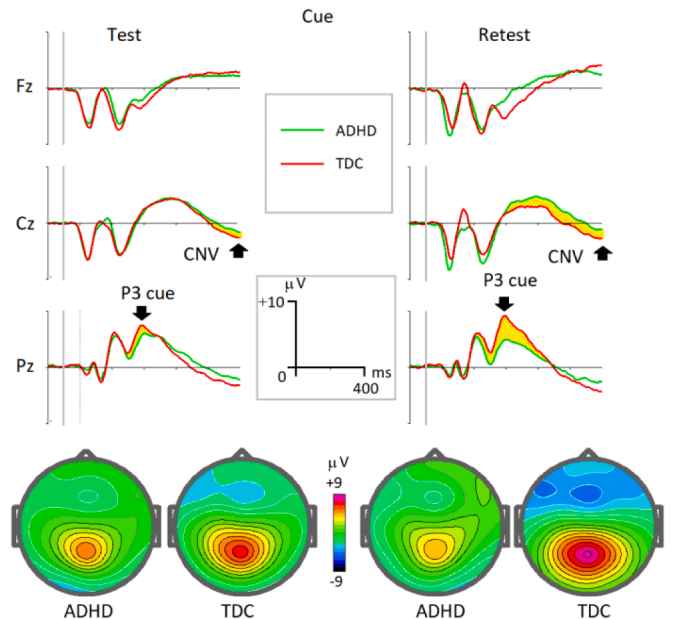 Cue
Test
Retest
Fz
ADHD
TDC
Cz
CNV
CNV
μV
+10
0
ms
400
P3 cue
P3 cue
Pz
μV
+9
-9
ADHD
TDC
ADHD
TDC